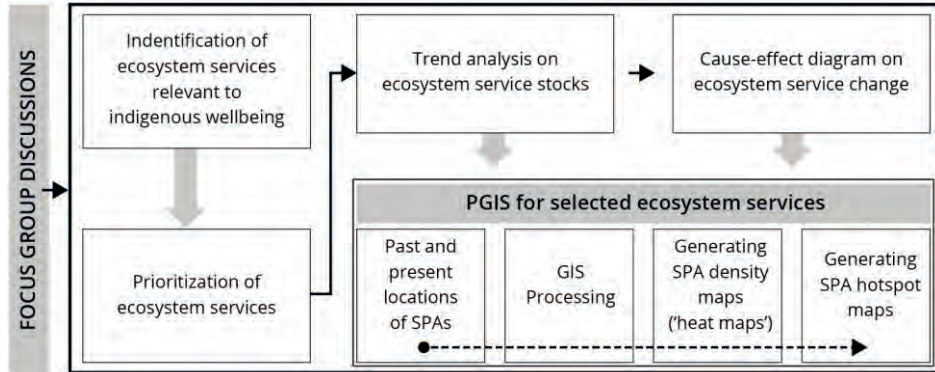 FOCUS GROUP DISCUSSIONS
Indentification of
ecosystem services
relevant to
indigenous wellbeing
Prioritization of
ecosystem services
Trend analysis on
ecosystem service stocks
Cause-effect diagram on
ecosystem service change
PGIS for selected ecosystem services
Past and
present
locations
of SPAs
GIS
Processing
Generating
SPA density
maps
(‘heat maps’)
Generating
SPA hotspot
maps